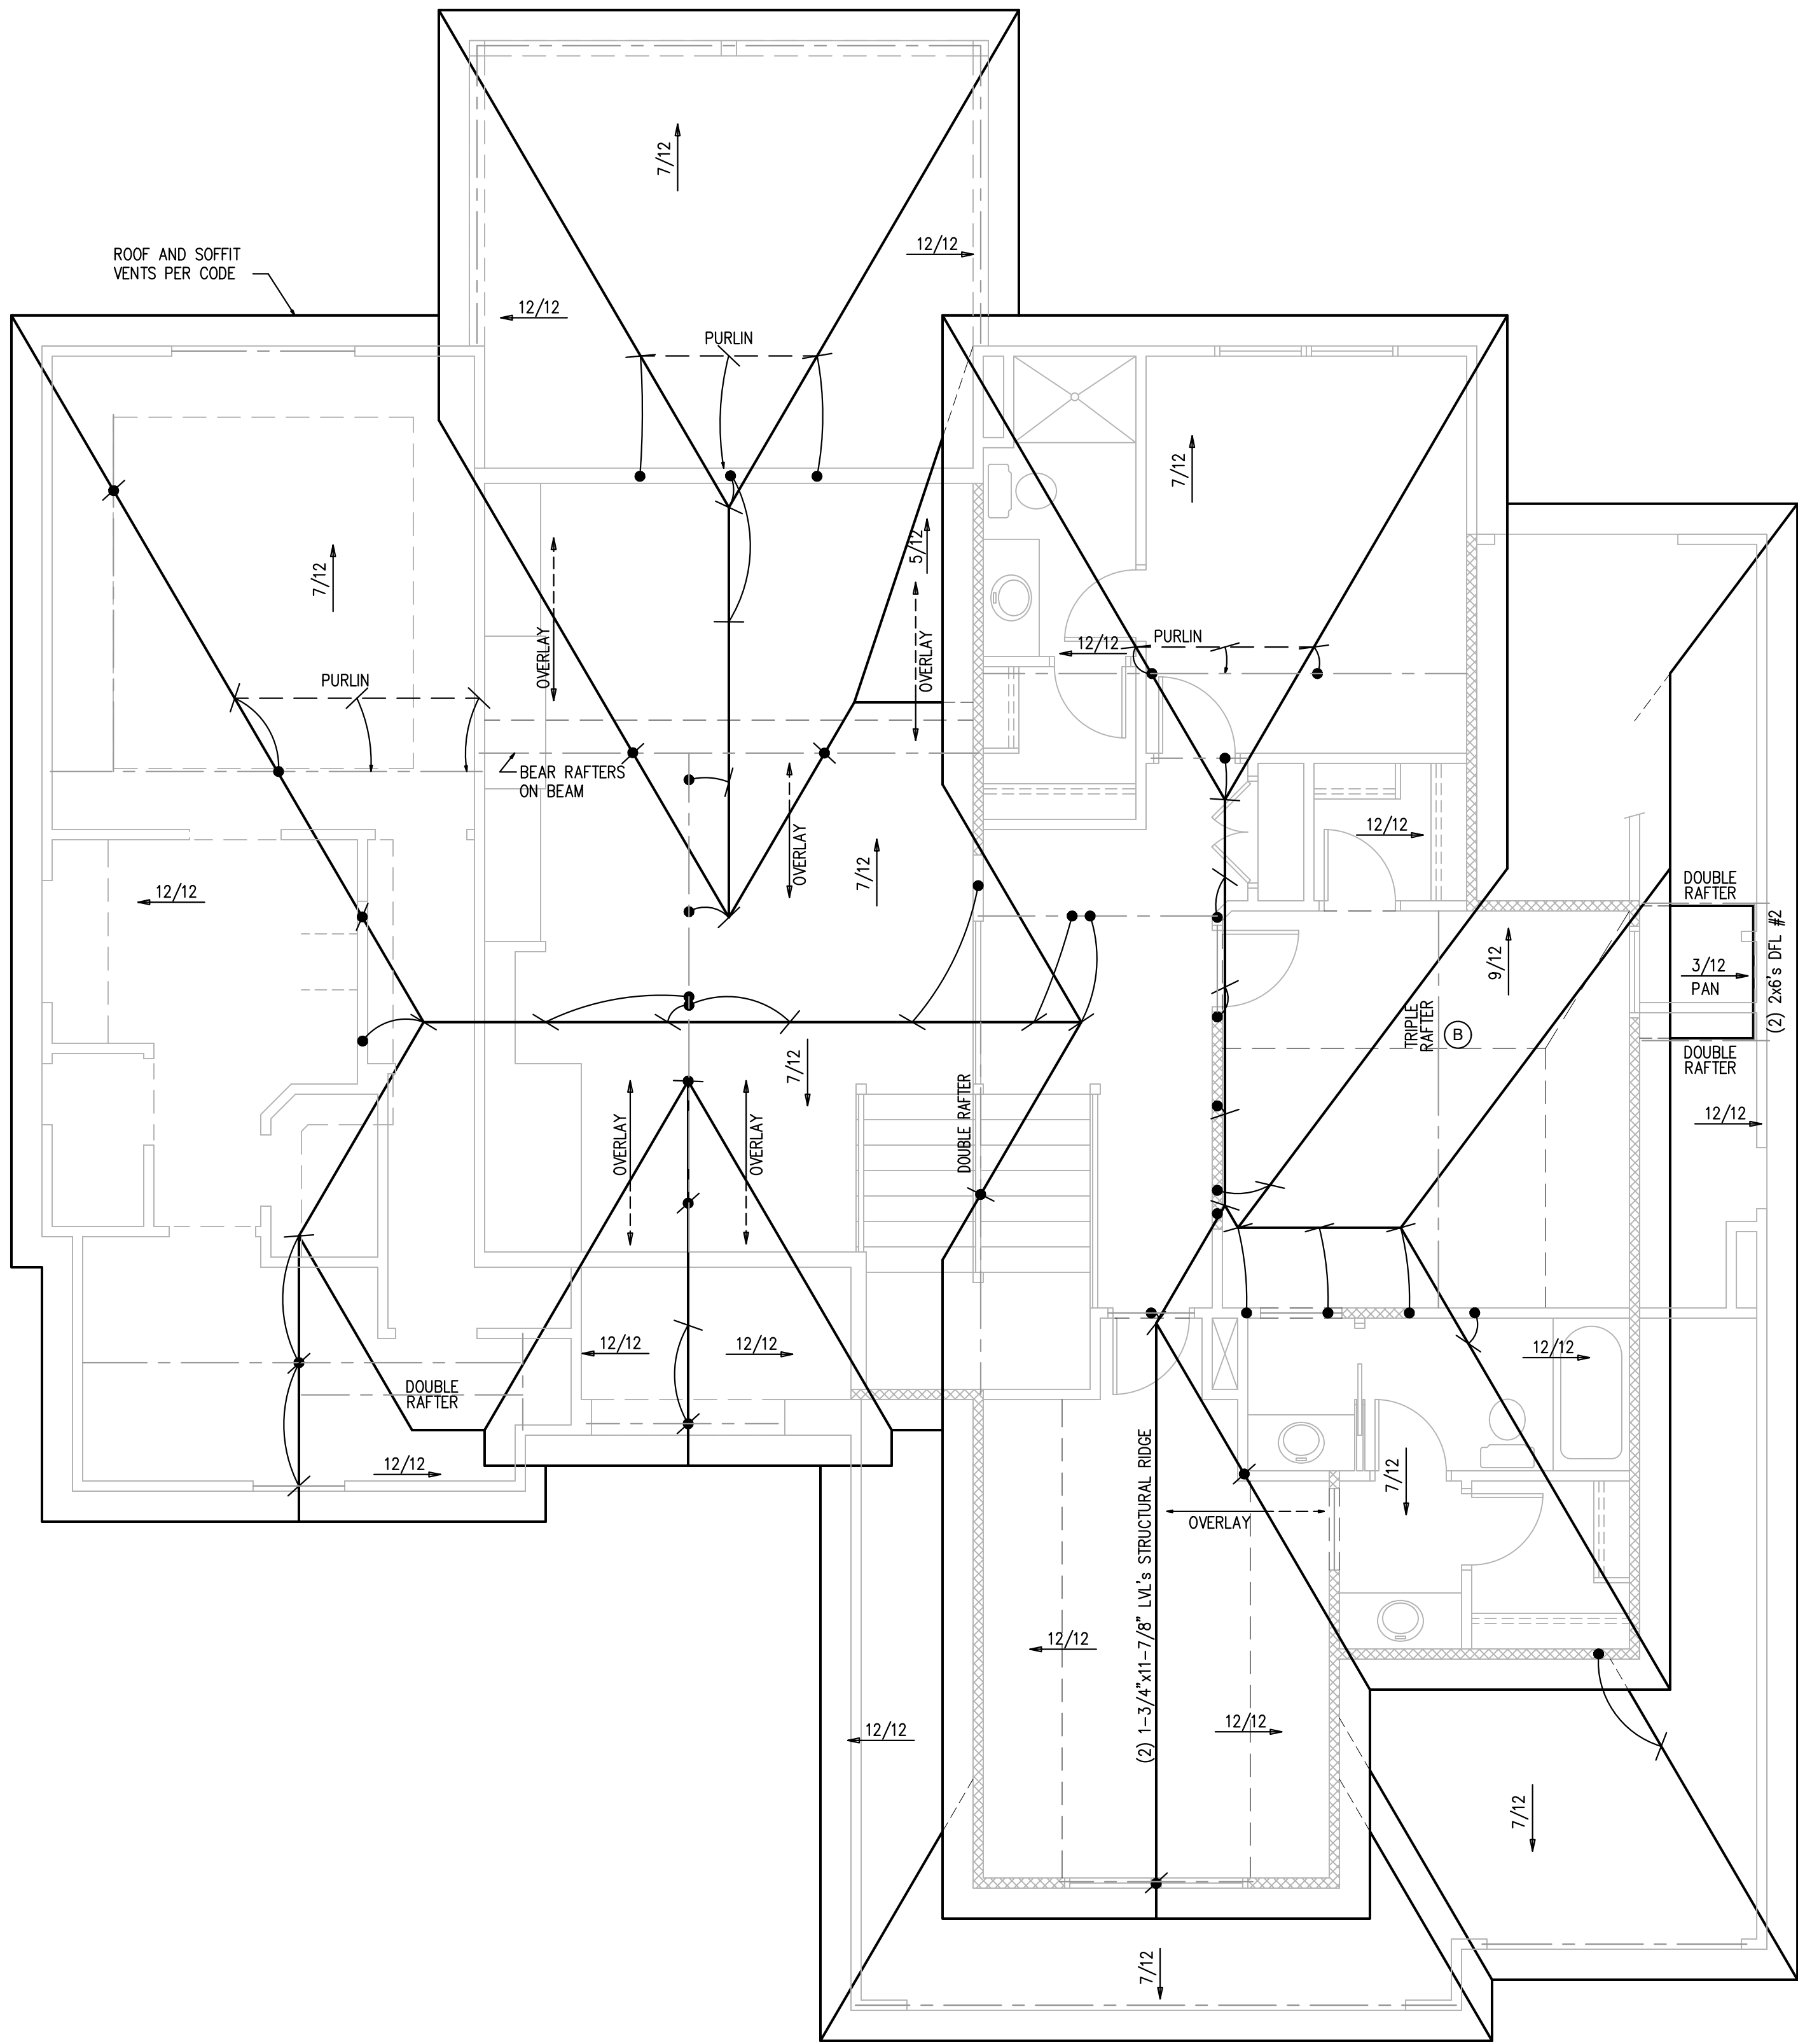 7/12
12/12
ROOF AND SOFFIT
VENTS PER CODE
12/12
PURLIN
7/12
5/12
7/12
OVERLAY
OVERLAY
12/12
PURLIN
PURLIN
BEAR RAFTERS
ON BEAM
OVERLAY
12/12
7/12
12/12
DOUBLE
RAFTER
9/12
3/12
PAN
(2) 2x6's DFL #2
TRIPLE
RAFTER
B
DOUBLE
RAFTER
7/12
12/12
OVERLAY
OVERLAY
DOUBLE RAFTER
12/12
12/12
12/12
DOUBLE
RAFTER
12/12
7/12
OVERLAY
(2) 1-3/4"x11-7/8" LVL's STRUCTURAL RIDGE
12/12
12/12
12/12
7/12
7/12